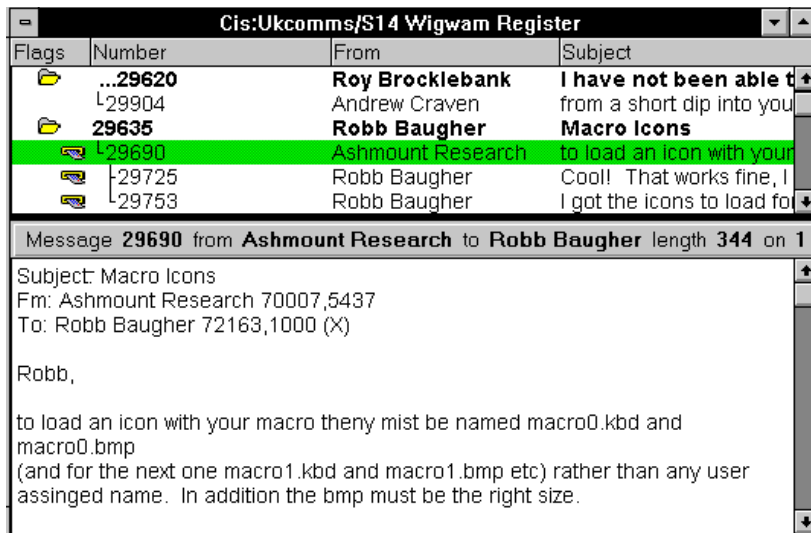 Cis:Ukcomms/S14 Wigwam Register
Flags Number From Subject
...29620 Roy Brocklebank I have not been able t
29904 Andrew Craven from a short dip into you
29635 Robb Baugher Macro Icons
29690 Ashmount Research to load an icon with your
29725 Robb Baugher Cool! That works fine, I
29753 Robb Baugher I got the icons to load for
Message 29690 from Ashmount Research to Robb Baugher length 344 on 1
Subject: Macro Icons
Fm: Ashmount Research 70007,5437
To: Robb Baugher 72163,1000 (X)
Robb,
to load an icon with your macro theny mist be named macro0.kbd and
macro0.bmp
(and for the next one macro1.kbd and macro1.bmp etc) rather than any user
assinged name. In addition the bmp must be the right size.